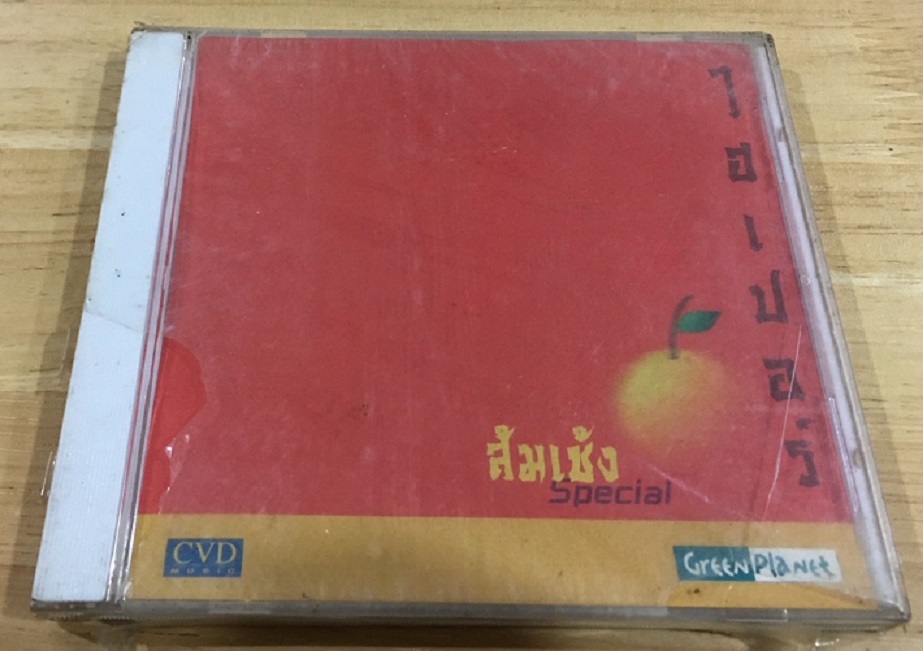 ไฮเปอร์
ส้มเช้ง
Special
CVD
MUSIC
GreenPlanet